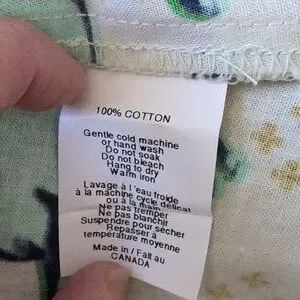 100% COTTON
Gentle cold machine
or hand wash
Do not soak
Do not bleach
Hang to dry
Warm iron
Lavage à l'eau froide
à la machine cycle délicat
ou à la main
Ne pas tremper
Ne pas blanchir
Suspendre pour sécher
Repasser à
température moyenne
Made in / Fait au
CANADA